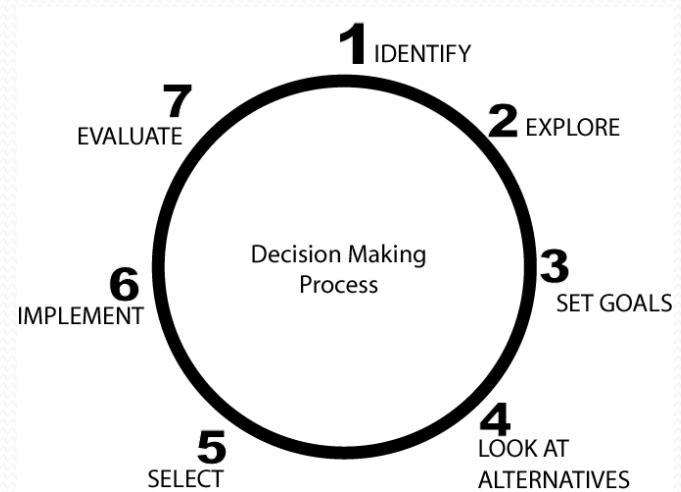 1 IDENTIFY
2 EXPLORE
3
SET GOALS
4
LOOK AT
ALTERNATIVES
5
SELECT
6
IMPLEMENT
7
EVALUATE
Decision Making
Process